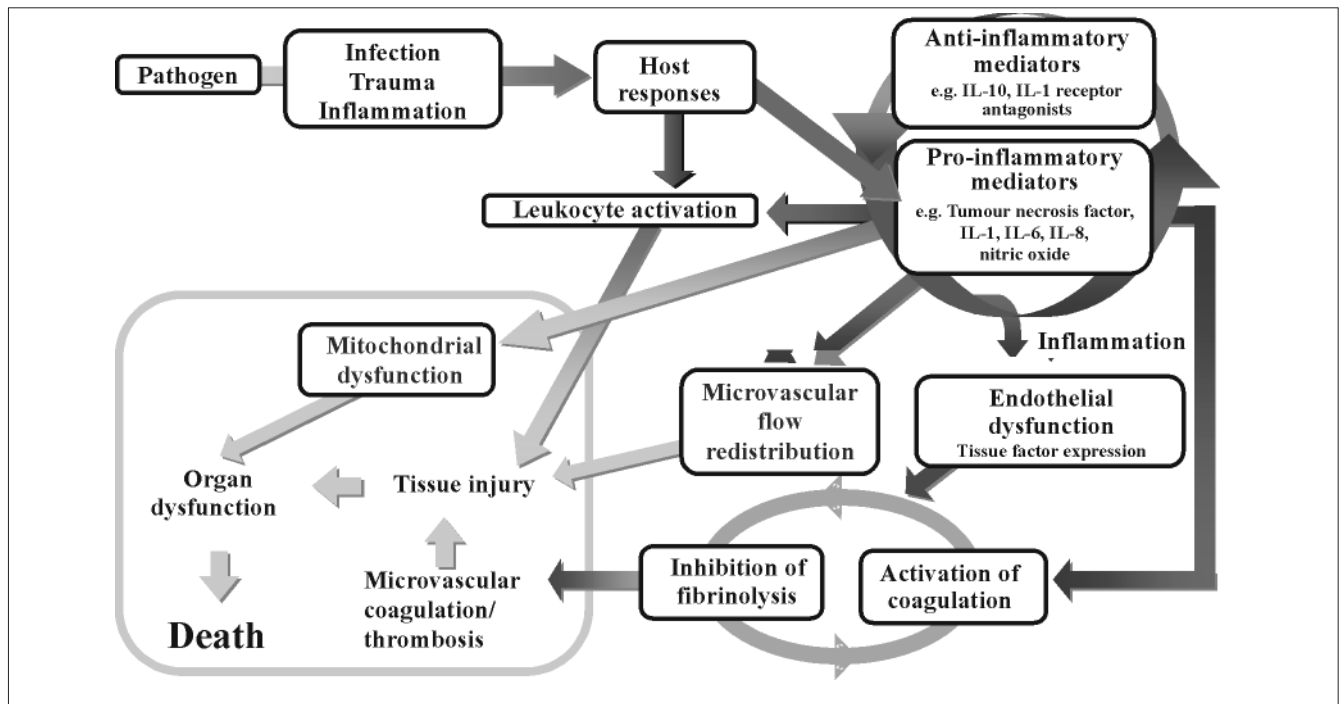 Pathogen
Infection
Trauma
Inflammation
Host
responses
Anti-inflammatory
mediators
e.g. IL-10, IL-1 receptor
antagonists
Pro-inflammatory
mediators
e.g. Tumour necrosis factor,
IL-1, IL-6, IL-8,
nitric oxide
Leukocyte activation
Mitochondrial
dysfunction
Inflammation
Microvascular
flow
redistribution
Endothelial
dysfunction
Tissue factor expression
Organ
dysfunction
Tissue injury
Inhibition of
fibrinolysis
Activation of
coagulation
Microvascular
coagulation/
thrombosis
Death